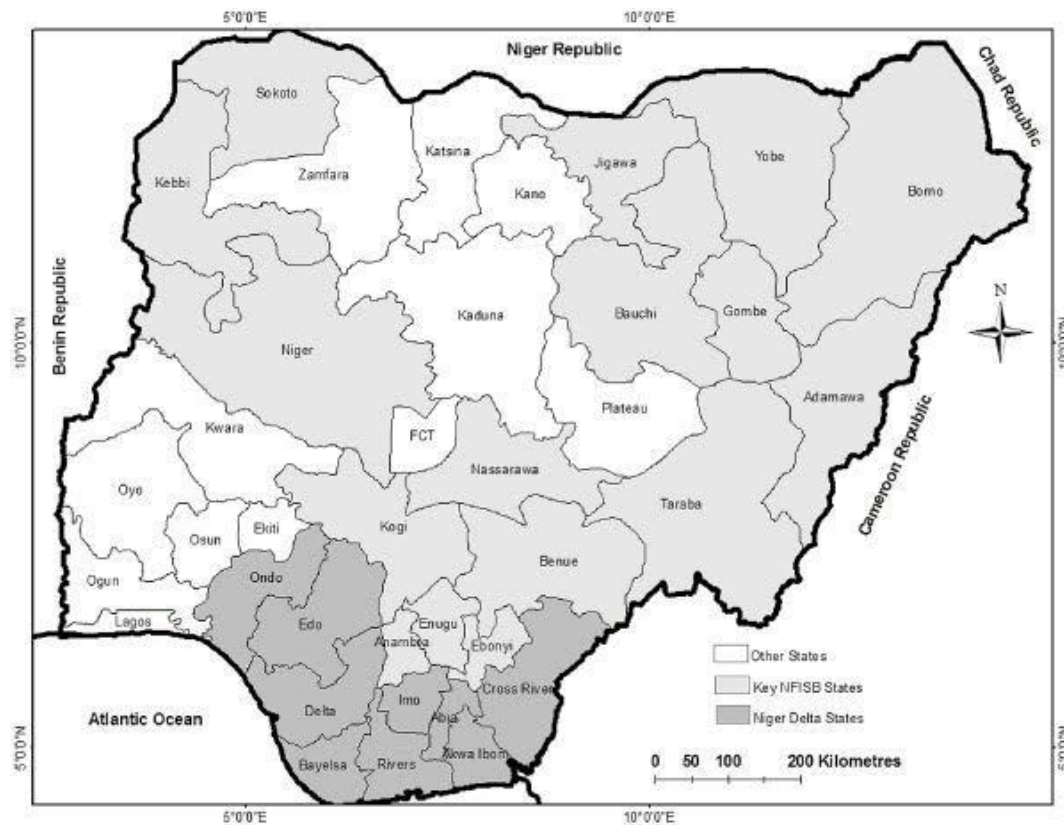 5°0'0"E
10°0'0"E
Niger Republic
Chad Republic
Sokoto
Katsina
Yobe
Jigawa
Zamfara
Kebbi
Kano
Borno
Benin Republic
N
Kaduna
Bauchi
Gombe
Niger
10°0'0"N
Adamawa
Plateau
Kwara
FCT
Nassarawa
Cameroon Republic
Oyo
Taraba
Osun
Ekiti
Kogi
Benue
Ogun
Ondo
Lagos
Enugu
Edo
Anambra
Ebonyi
Other States
Cross River
Key NFISB States
Imo
Delta
Abia
Niger Delta States
Atlantic Ocean
Akwa Ibom
Bayelsa
Rivers
5°0'0"N
5°0'0"N
0 50 100 200 Kilometres
5°0'0"E
10°0'0"E